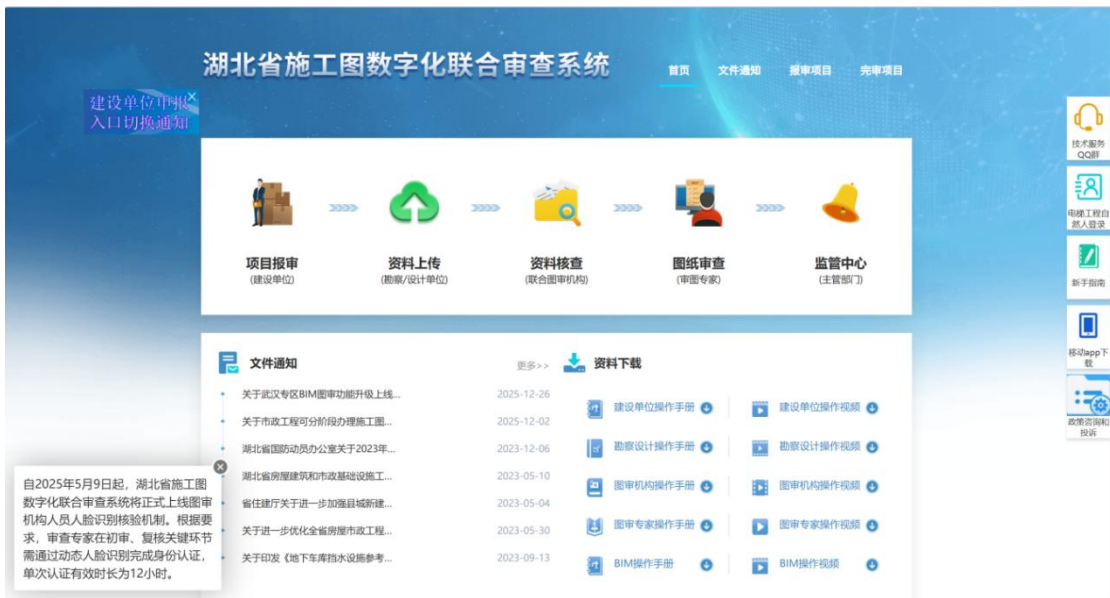 湖北省施工图数字化联合审查系统
首页 文件通知 报审项目 完审项目
建设单位申报
入口切换通知
技术服务
QQ群
电梯工程自
然人登录
新手指南
移动app下
载
政策咨询和
投诉
项目报审
(建设单位)
资料上传
(勘察/设计单位)
资料核查
(联合图审机构)
图纸审查
(审图专家)
监管中心
(主管部门)
文件通知 更多>>
关于武汉专区BIM图审功能升级上线... 2025-12-26
关于市政工程可分阶段办理施工图... 2025-12-02
湖北省国防动员办公室关于2023年... 2023-12-06
湖北省房屋建筑和市政基础设施工... 2023-05-10
省住建厅关于进一步加强县城新建... 2023-05-04
关于进一步优化全省房屋市政工程... 2023-05-30
关于印发《地下车库挡水设施参考... 2023-09-13
资料下载
建设单位操作手册 建设单位操作视频
勘察设计操作手册 勘察设计操作视频
图审机构操作手册 图审机构操作视频
图审专家操作手册 图审专家操作视频
BIM操作手册 BIM操作视频
自2025年5月9日起，湖北省施工图
数字化联合审查系统将正式上线图审
机构人员人脸识别核验机制。根据要
求，审查专家在初审、复核关键环节
需通过动态人脸识别完成身份认证，
单次认证有效时长为12小时。